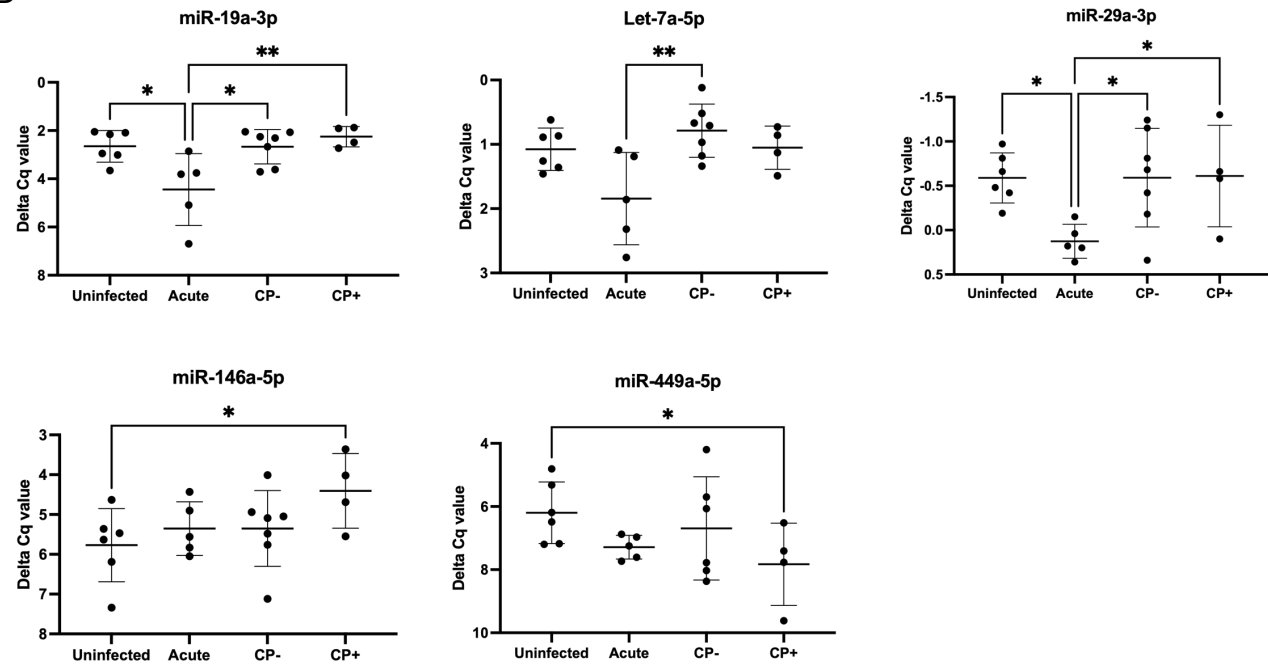 miR-19a-3p
**
*
*
Delta Cq value
0
2
4
6
8
Uninfected Acute CP- CP+
Let-7a-5p
**
Delta Cq value
0
1
2
3
Uninfected Acute CP- CP+
miR-29a-3p
*
*
*
Delta Cq value
-1.5
-1.0
-0.5
0.0
0.5
Uninfected Acute CP- CP+
miR-146a-5p
*
Delta Cq value
3
4
5
6
7
8
Uninfected Acute CP- CP+
miR-449a-5p
*
Delta Cq value
4
6
8
10
Uninfected Acute CP- CP+